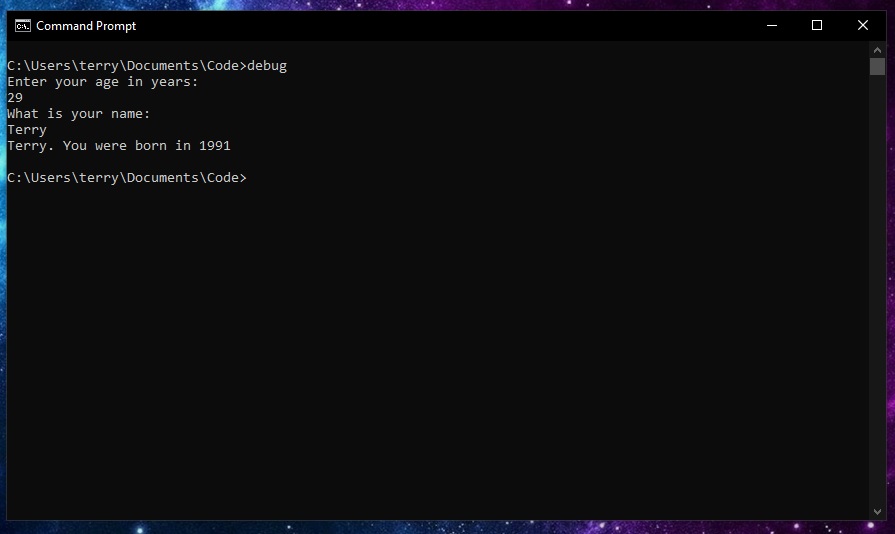 Command Prompt
C:\Users\terry\Documents\Code>debug
Enter your age in years:
29
What is your name:
Terry
Terry. You were born in 1991
C:\Users\terry\Documents\Code>